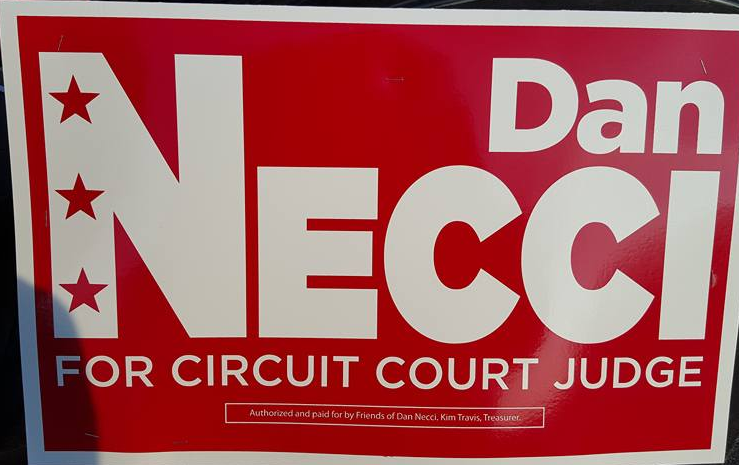 Dan
NECCI
FOR CIRCUIT COURT JUDGE
Authorized and paid for by Friends of Dan Necci. Kim Travis, Treasurer.